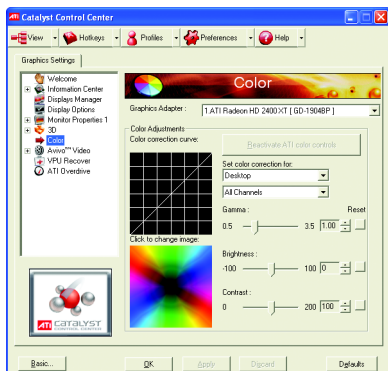 ATI Catalyst Control Center
View
Hotkeys
Profiles
Preferences
Help
Graphics Settings
Welcome
Information Center
Displays Manager
Display Options
Monitor Properties 1
3D
Color
Avivo™ Video
VPU Recover
ATI Overdrive
ATI CATALYST
CONTROL CENTER
Color
Graphics Adapter :
1.ATI Radeon HD 2400 XT [ GD-1904BP ]
Color Adjustments
Color correction curve:
Click to change image:
Reactivate ATI color controls
Set color correction for:
Desktop
All Channels
Gamma : Reset
0.5 3.5 1.00
Brightness :
-100 100 0
Contrast :
0 200 100
Basic... OK Apply Discard Defaults